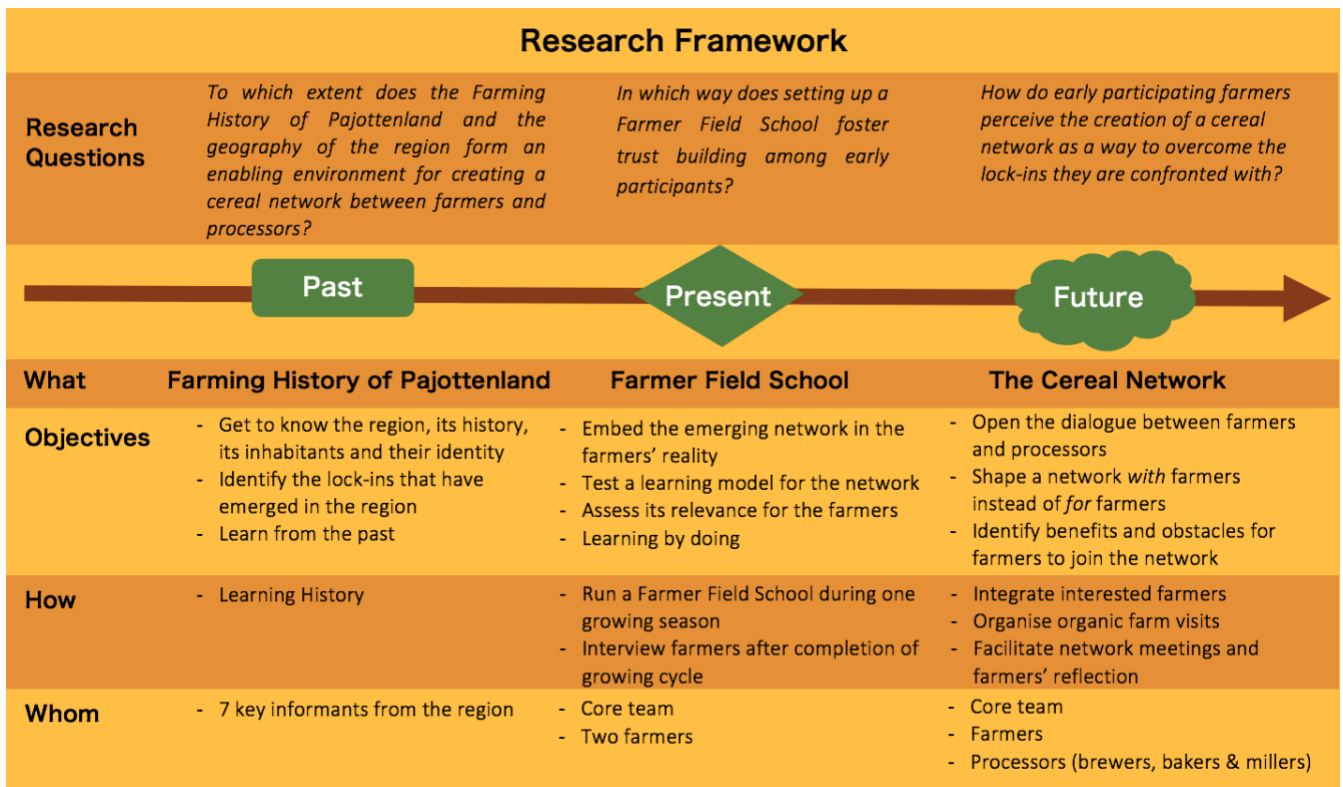 Research Framework
Research
Questions
To which extent does the Farming
History of Pajottenland and the
geography of the region form an
enabling environment for creating a
cereal network between farmers and
processors?
In which way does setting up a
Farmer Field School foster
trust building among early
participants?
How do early participating farmers
perceive the creation of a cereal
network as a way to overcome the
lock-ins they are confronted with?
Past
Present
Future
What
Farming History of Pajottenland
Farmer Field School
The Cereal Network
Objectives
- Get to know the region, its history,
its inhabitants and their identity
- Identify the lock-ins that have
emerged in the region
- Learn from the past
- Embed the emerging network in the
farmers’ reality
- Test a learning model for the network
- Assess its relevance for the farmers
- Learning by doing
- Open the dialogue between farmers
and processors
- Shape a network with farmers
instead of for farmers
- Identify benefits and obstacles for
farmers to join the network
How
- Learning History
- Run a Farmer Field School during one
growing season
- Interview farmers after completion of
growing cycle
- Integrate interested farmers
- Organise organic farm visits
- Facilitate network meetings and
farmers’ reflection
Whom
- 7 key informants from the region
- Core team
- Two farmers
- Core team
- Farmers
- Processors (brewers, bakers & millers)